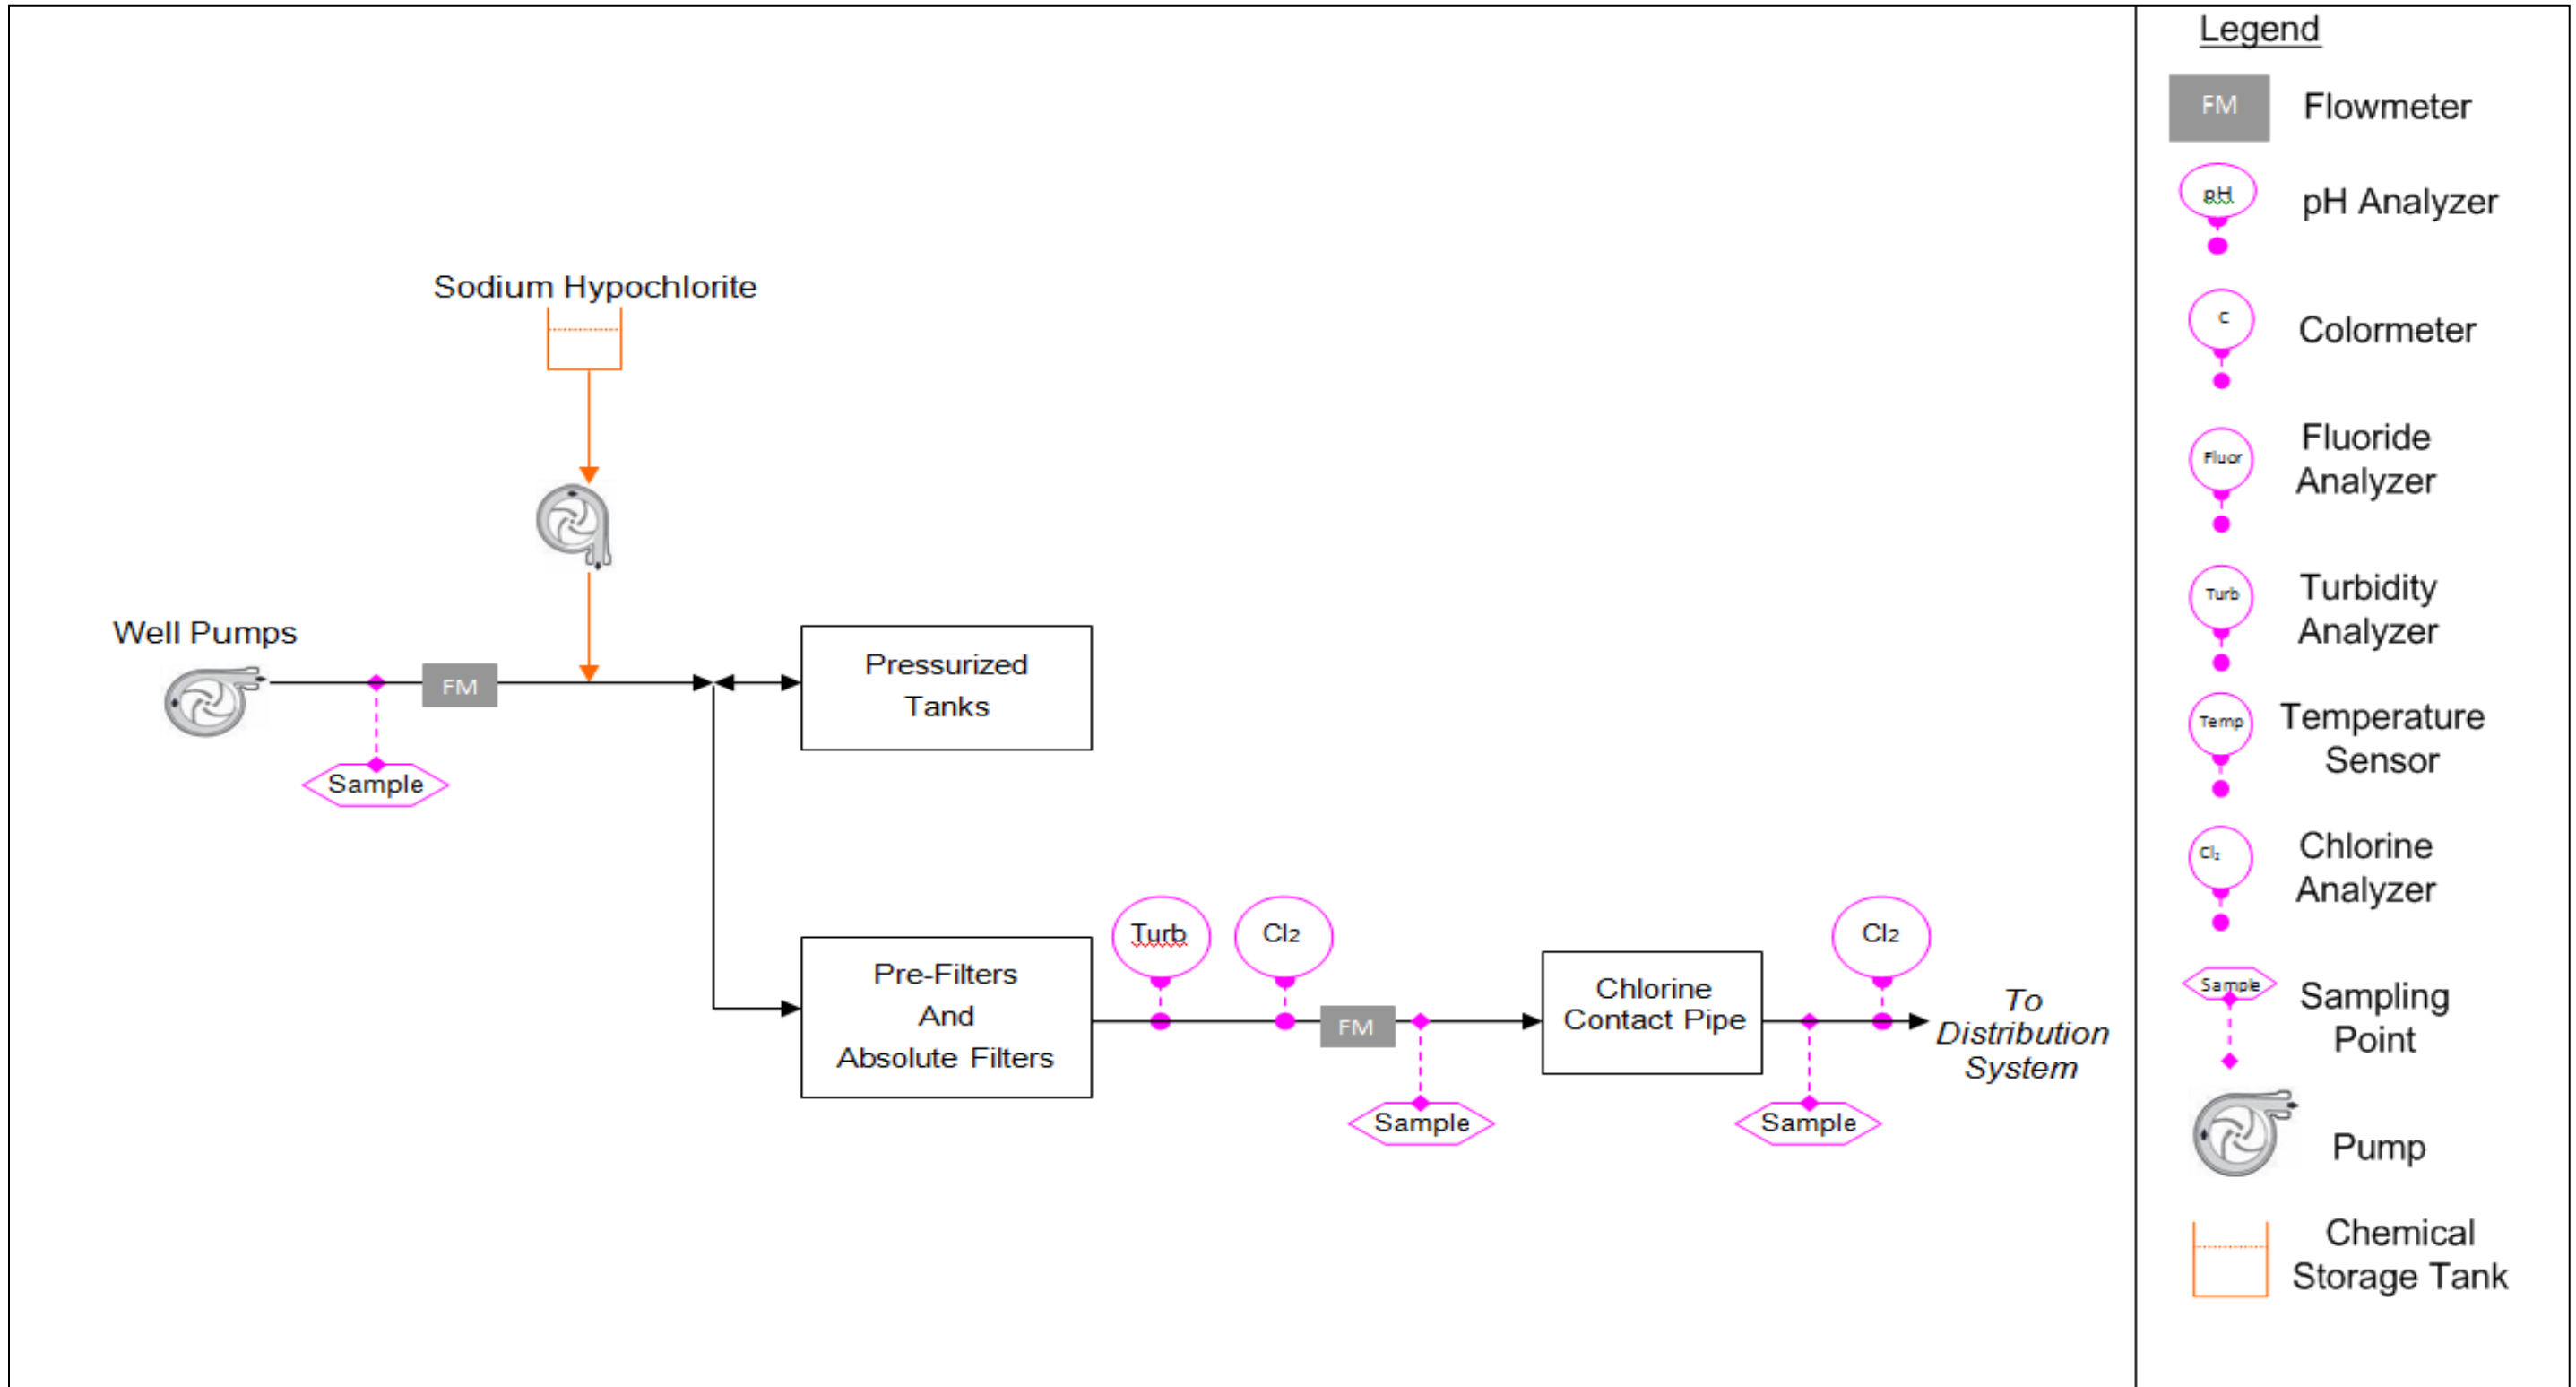 Sodium Hypochlorite
Well Pumps
FM
Sample
Pressurized
Tanks
Pre-Filters
And
Absolute Filters
Turb
Cl₂
FM
Sample
Chlorine
Contact Pipe
Sample
Cl₂
To
Distribution
System
Legend
FM
Flowmeter
pH
pH Analyzer
C
Colormeter
Fluor
Fluoride
Analyzer
Turb
Turbidity
Analyzer
Temp
Temperature
Sensor
Cl₂
Chlorine
Analyzer
Sample
Sampling
Point
Pump
Chemical
Storage Tank